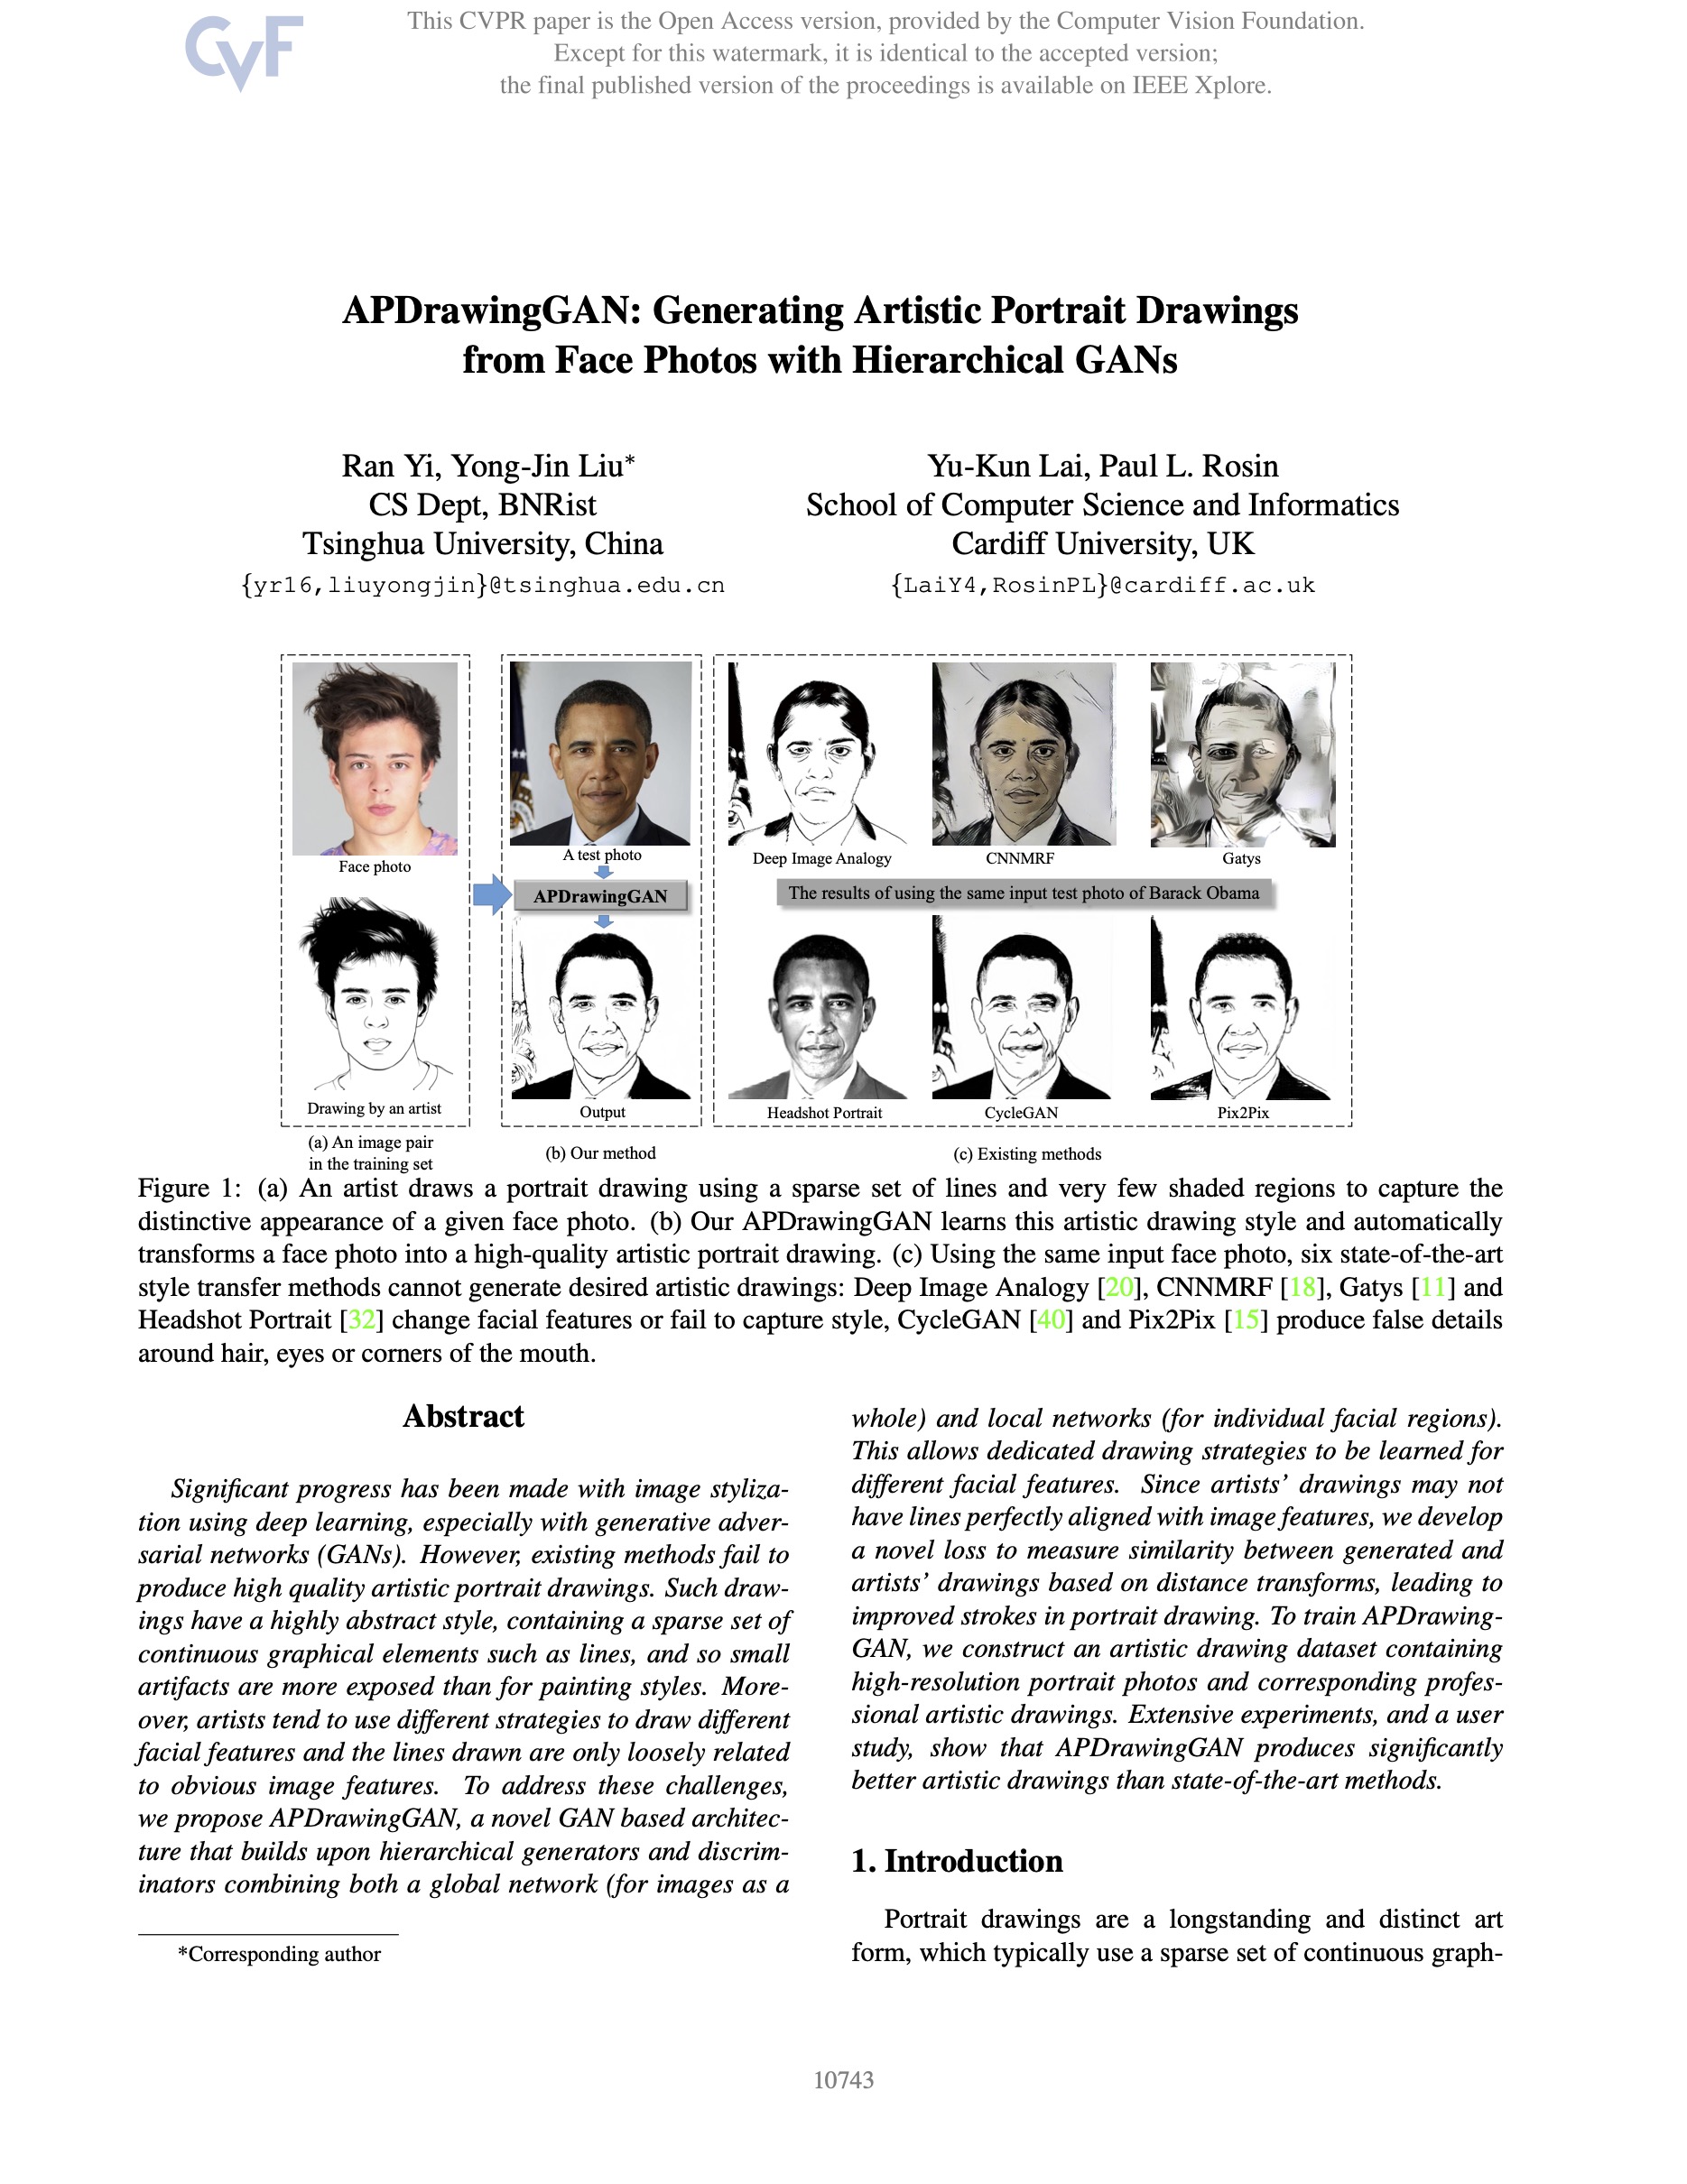 CVF
This CVPR paper is the Open Access version, provided by the Computer Vision Foundation.
Except for this watermark, it is identical to the accepted version;
the final published version of the proceedings is available on IEEE Xplore.
APDrawingGAN: Generating Artistic Portrait Drawings
from Face Photos with Hierarchical GANs
Ran Yi, Yong-Jin Liu*
CS Dept, BNRist
Tsinghua University, China
{yr16,liuyongjin}@tsinghua.edu.cn
Yu-Kun Lai, Paul L. Rosin
School of Computer Science and Informatics
Cardiff University, UK
{LaiY4,RosinPL}@cardiff.ac.uk
Face photo
Drawing by an artist
(a) An image pair
in the training set
A test photo
APDrawingGAN
Output
(b) Our method
Deep Image Analogy
CNNMRF
Gatys
The results of using the same input test photo of Barack Obama
Headshot Portrait
CycleGAN
Pix2Pix
(c) Existing methods
Figure 1: (a) An artist draws a portrait drawing using a sparse set of lines and very few shaded regions to capture the
distinctive appearance of a given face photo. (b) Our APDrawingGAN learns this artistic drawing style and automatically
transforms a face photo into a high-quality artistic portrait drawing. (c) Using the same input face photo, six state-of-the-art
style transfer methods cannot generate desired artistic drawings: Deep Image Analogy [20], CNNMRF [18], Gatys [11] and
Headshot Portrait [32] change facial features or fail to capture style, CycleGAN [40] and Pix2Pix [15] produce false details
around hair, eyes or corners of the mouth.
Abstract
Significant progress has been made with image styliza-
tion using deep learning, especially with generative adver-
sarial networks (GANs). However, existing methods fail to
produce high quality artistic portrait drawings. Such draw-
ings have a highly abstract style, containing a sparse set of
continuous graphical elements such as lines, and so small
artifacts are more exposed than for painting styles. More-
over, artists tend to use different strategies to draw different
facial features and the lines drawn are only loosely related
to obvious image features. To address these challenges,
we propose APDrawingGAN, a novel GAN based architec-
ture that builds upon hierarchical generators and discrim-
inators combining both a global network (for images as a
*Corresponding author
whole) and local networks (for individual facial regions).
This allows dedicated drawing strategies to be learned for
different facial features. Since artists' drawings may not
have lines perfectly aligned with image features, we develop
a novel loss to measure similarity between generated and
artists' drawings based on distance transforms, leading to
improved strokes in portrait drawing. To train APDrawing-
GAN, we construct an artistic drawing dataset containing
high-resolution portrait photos and corresponding profes-
sional artistic drawings. Extensive experiments, and a user
study, show that APDrawingGAN produces significantly
better artistic drawings than state-of-the-art methods.
1. Introduction
Portrait drawings are a longstanding and distinct art
form, which typically use a sparse set of continuous graph-
10743